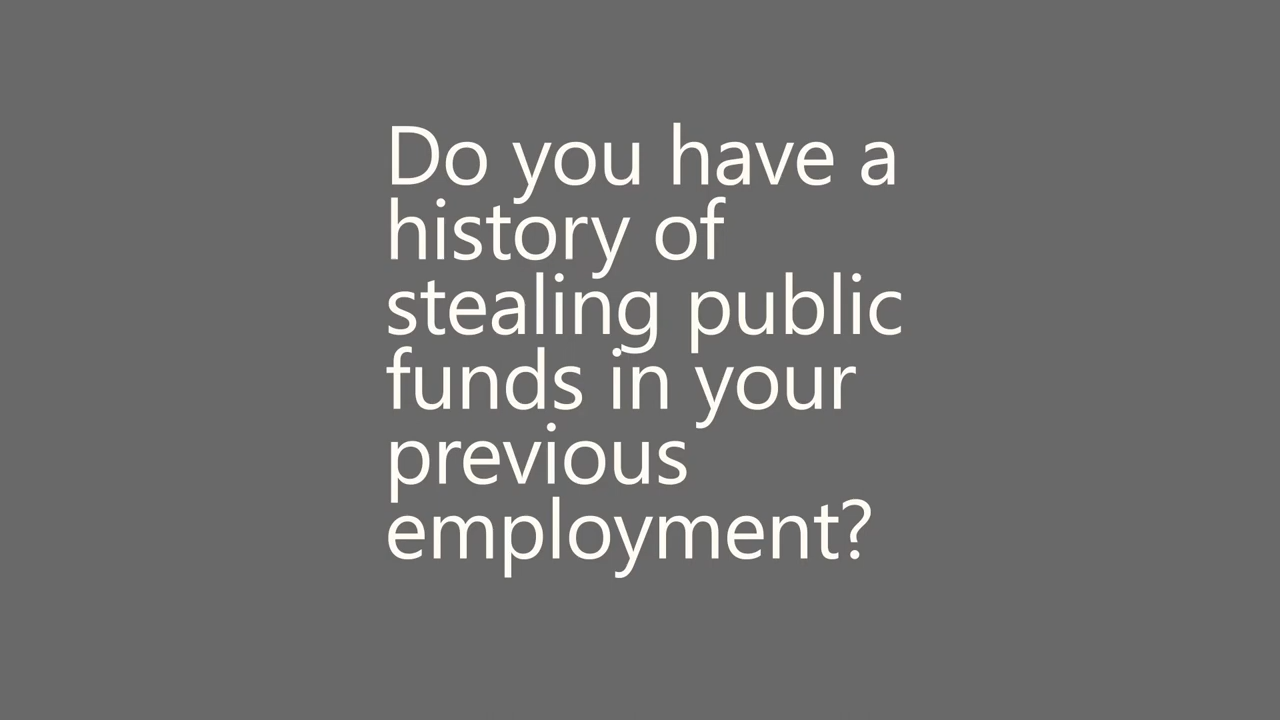 Do you have a
history of
stealing public
funds in your
previous
employment?